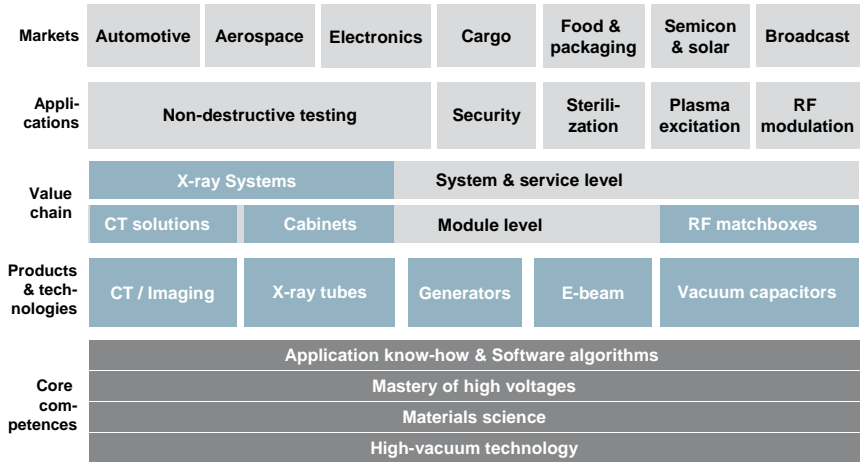 Markets
Automotive
Aerospace
Electronics
Cargo
Food &
packaging
Semicon
& solar
Broadcast
Appli-
cations
Non-destructive testing
Security
Sterili-
zation
Plasma
excitation
RF
modulation
Value
chain
X-ray Systems
System & service level
CT solutions
Cabinets
Module level
RF matchboxes
Products
& tech-
nologies
CT / Imaging
X-ray tubes
Generators
E-beam
Vacuum capacitors
Core
com-
petences
Application know-how & Software algorithms
Mastery of high voltages
Materials science
High-vacuum technology